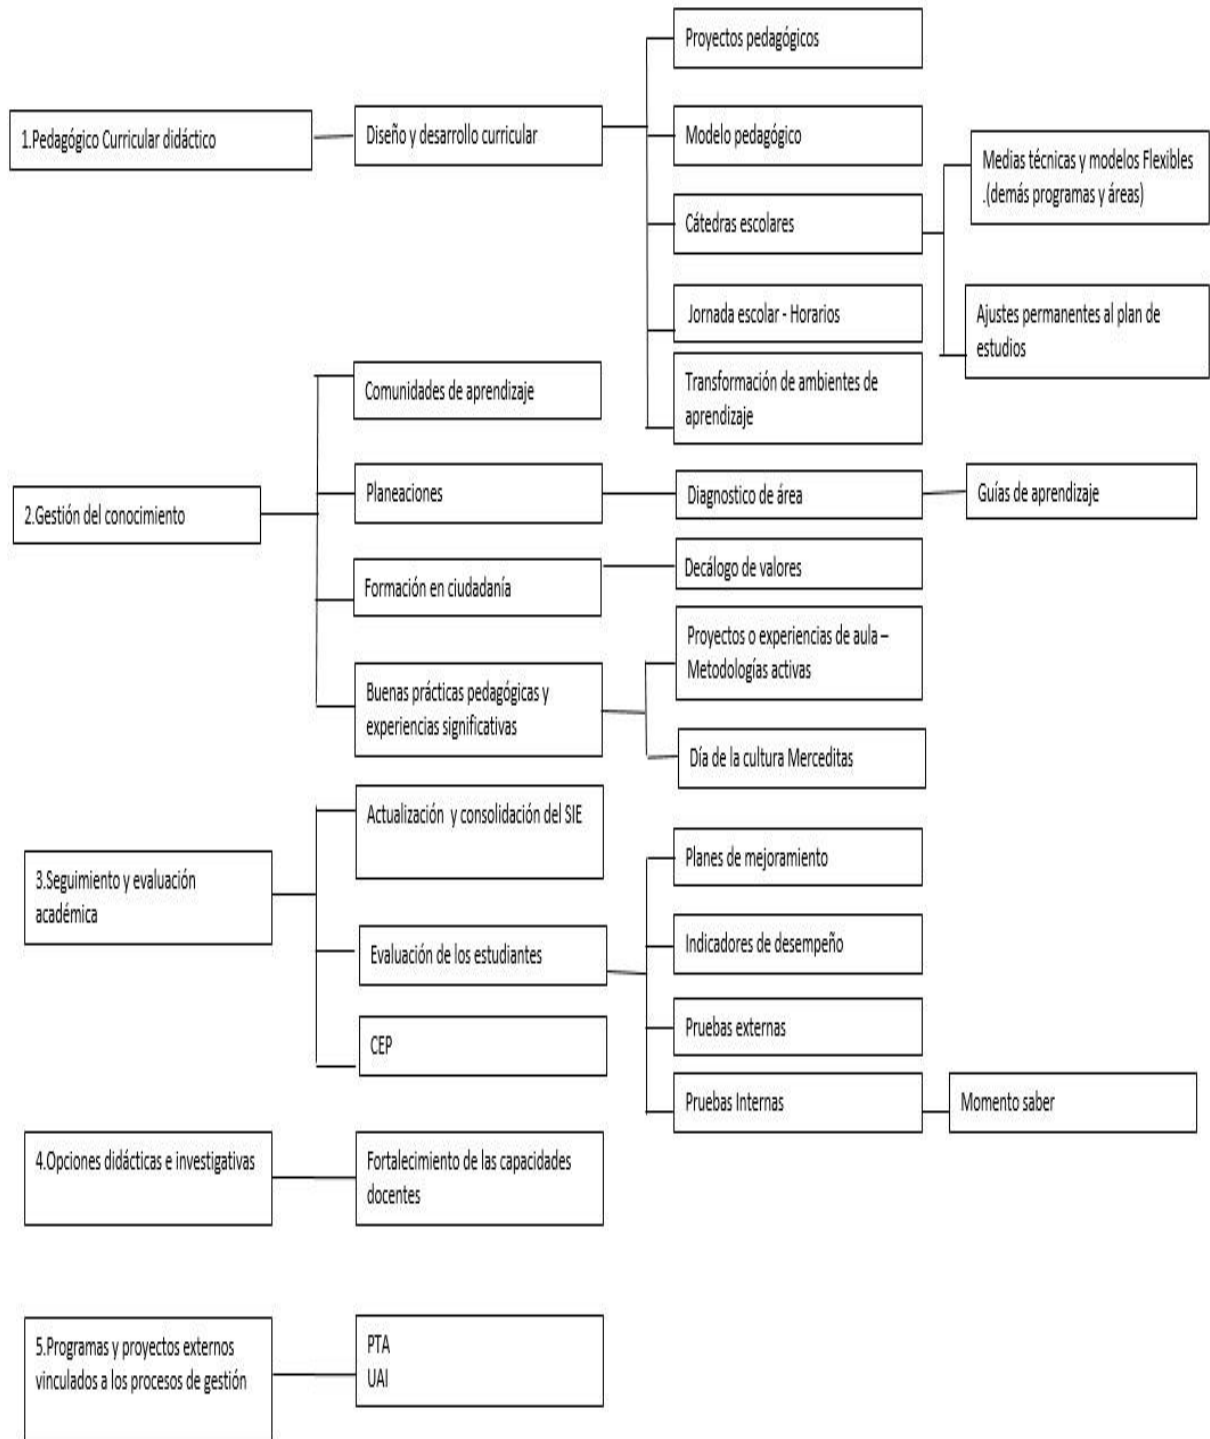 1.Pedagógico Curricular didáctico
Diseño y desarrollo curricular
Proyectos pedagógicos
Modelo pedagógico
Cátedras escolares
Medias técnicas y modelos Flexibles
.(demás programas y áreas)
Ajustes permanentes al plan de
estudios
Jornada escolar - Horarios
Transformación de ambientes de
aprendizaje
2.Gestión del conocimiento
Comunidades de aprendizaje
Planeaciones
Diagnostico de área
Guías de aprendizaje
Formación en ciudadanía
Decálogo de valores
Buenas prácticas pedagógicas y
experiencias significativas
Proyectos o experiencias de aula –
Metodologías activas
Día de la cultura Merceditas
3.Seguimiento y evaluación
académica
Actualización  y consolidación del SIE
Evaluación de los estudiantes
Planes de mejoramiento
Indicadores de desempeño
Pruebas externas
Pruebas Internas
Momento saber
CEP
4.Opciones didácticas e investigativas
Fortalecimiento de las capacidades
docentes
5.Programas y proyectos externos
vinculados a los procesos de gestión
PTA
UAI